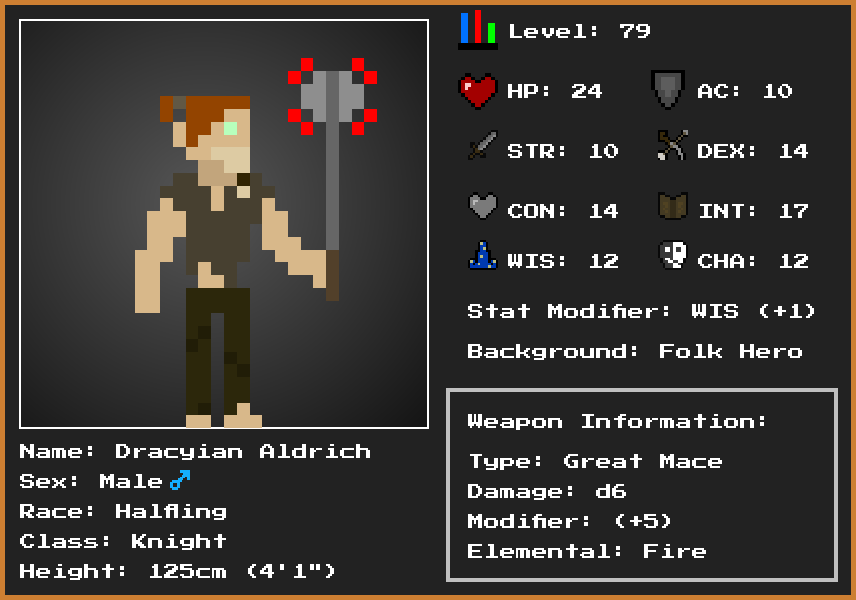 Level: 79
HP: 24
AC: 10
STR: 10
DEX: 14
CON: 14
INT: 17
WIS: 12
CHA: 12
Stat Modifier: WIS (+1)
Background: Folk Hero
Weapon Information:
Type: Great Mace
Damage: d6
Modifier: (+5)
Elemental: Fire
Name: Dracyian Aldrich
Sex: Male ♂
Race: Halfling
Class: Knight
Height: 125cm (4'1")